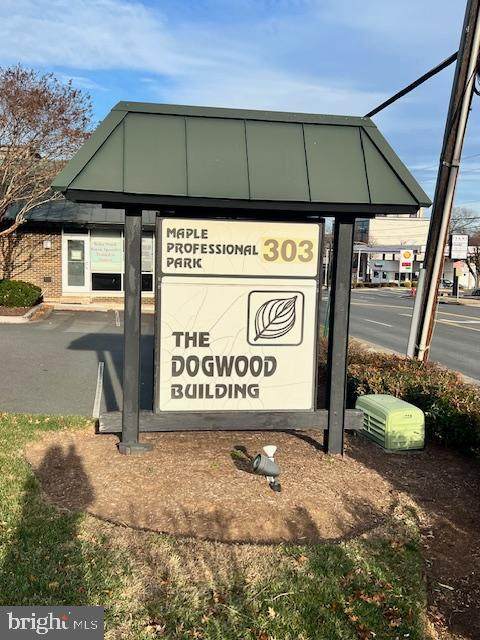 MAPLE
PROFESSIONAL
PARK
303
THE
DOGWOOD
BUILDING
bright MLS